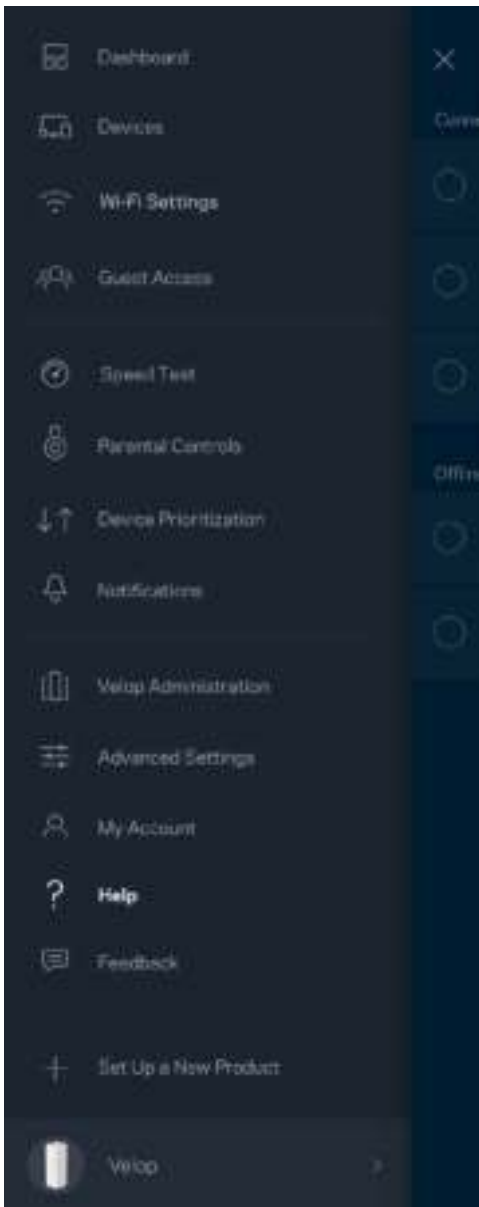 Dashboard
Devices
Wi-Fi Settings
Guest Access
Speed Test
Parental Controls
Device Prioritization
Notifications
Velop Administration
Advanced Settings
My Account
Help
Feedback
Set Up a New Product
Velop